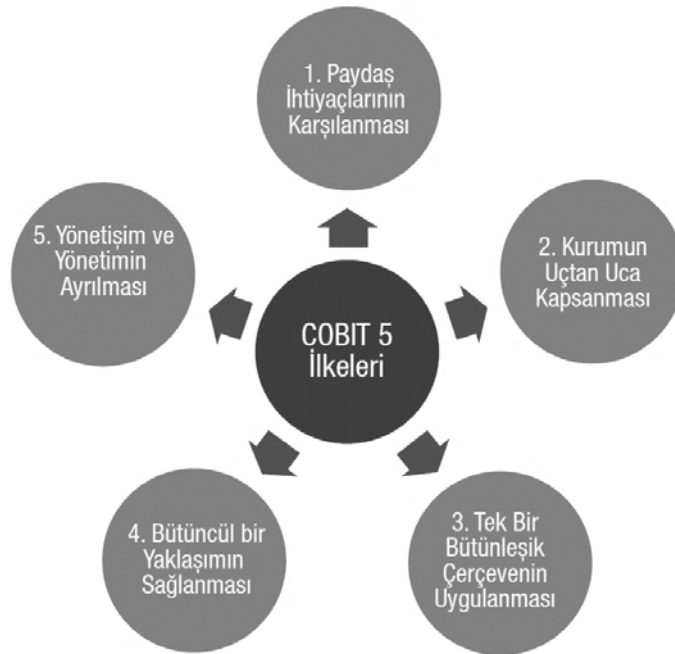 1. Paydaş
İhtiyaçlarının
Karşılanması
2. Kurumun
Uçtan Uca
Kapsanması
3. Tek Bir
Bütünleşik
Çerçevenin
Uygulanması
4. Bütüncül bir
Yaklaşımın
Sağlanması
5. Yönetişim ve
Yönetimin
Ayrılması
COBIT 5
İlkeleri